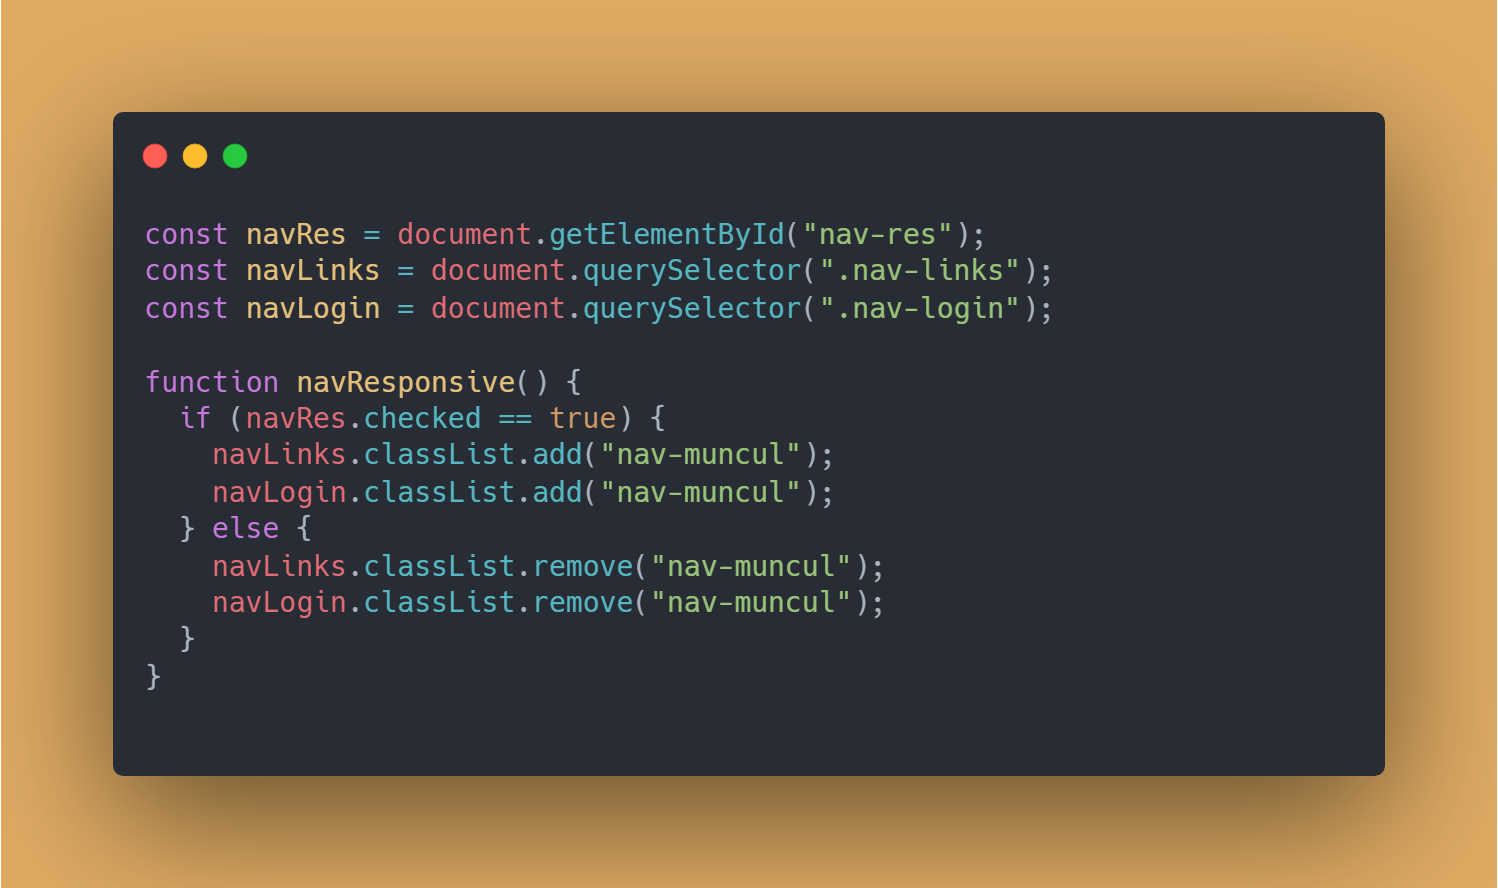 const navRes = document.getElementById("nav-res");
const navLinks = document.querySelector(".nav-links");
const navLogin = document.querySelector(".nav-login");

function navResponsive() {
  if (navRes.checked == true) {
    navLinks.classList.add("nav-muncul");
    navLogin.classList.add("nav-muncul");
  } else {
    navLinks.classList.remove("nav-muncul");
    navLogin.classList.remove("nav-muncul");
  }
}